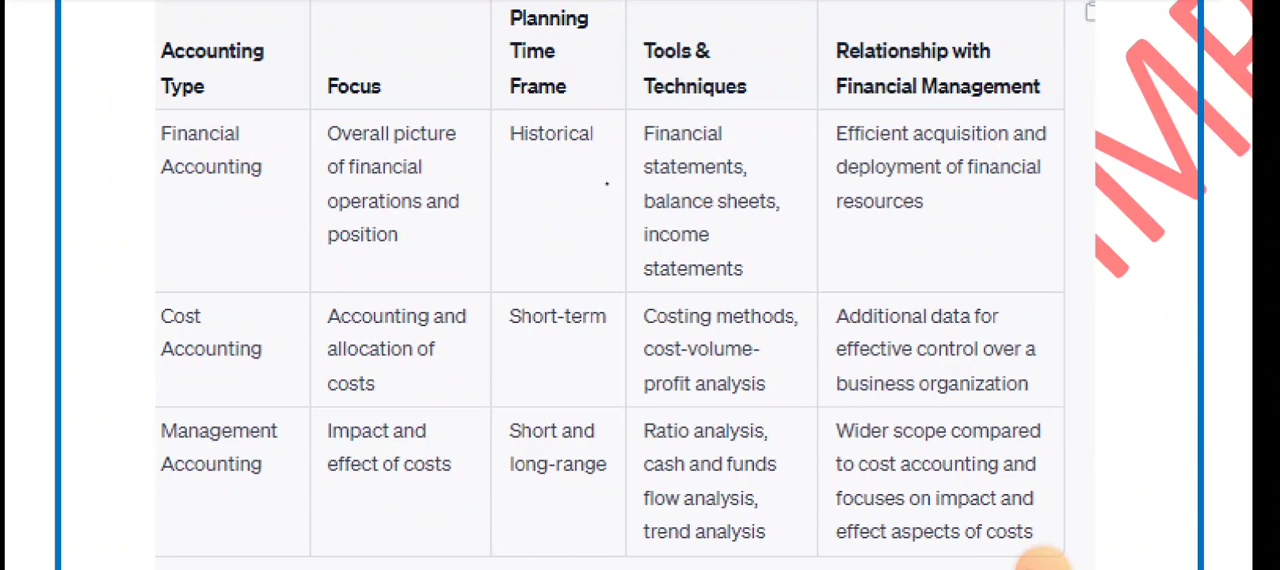 Accounting Type | Focus | Planning Time Frame | Tools & Techniques | Relationship with Financial Management
Financial Accounting | Overall picture of financial operations and position | Historical | Financial statements, balance sheets, income statements | Efficient acquisition and deployment of financial resources
Cost Accounting | Accounting and allocation of costs | Short-term | Costing methods, cost-volume-profit analysis | Additional data for effective control over a business organization
Management Accounting | Impact and effect of costs | Short and long-range | Ratio analysis, cash and funds flow analysis, trend analysis | Wider scope compared to cost accounting and focuses on impact and effect aspects of costs